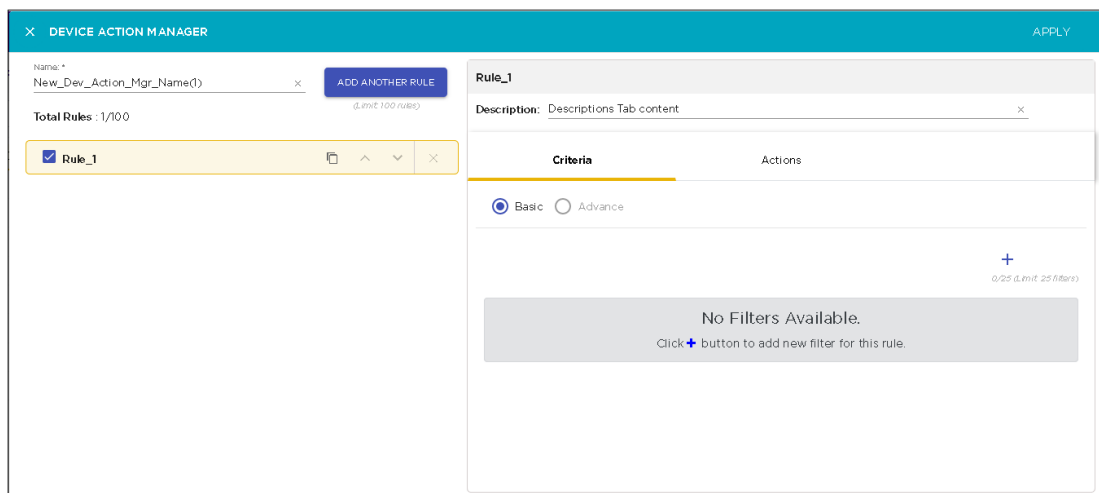 DEVICE ACTION MANAGER
APPLY
Name: *
New_Dev_Action_Mgr_Name(1)
ADD ANOTHER RULE
(Limit: 100 rules)
Total Rules : 1/100
Rule_1
Rule_1
Description: Descriptions Tab content
Criteria Actions
Basic Advance
0/25 (Limit: 25 filters)
No Filters Available.
Click + button to add new filter for this rule.